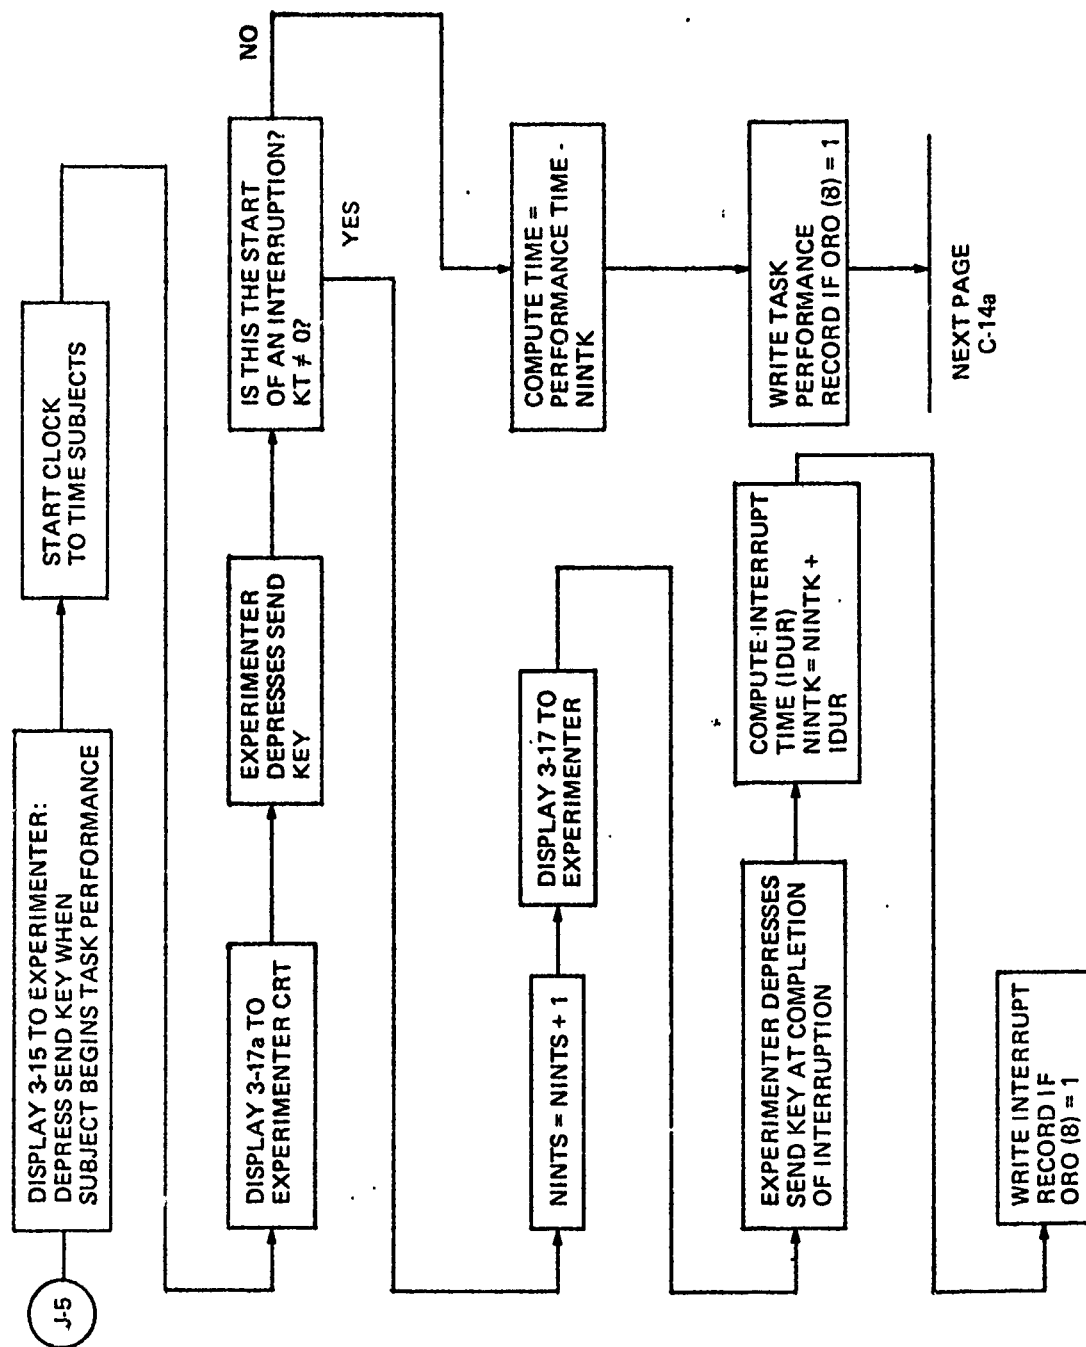 J-5
DISPLAY 3-15 TO EXPERIMENTER:
DEPRESS SEND KEY WHEN
SUBJECT BEGINS TASK PERFORMANCE
START CLOCK
TO TIME SUBJECTS
DISPLAY 3-17a TO
EXPERIMENTER CRT
EXPERIMENTER
DEPRESSES SEND
KEY
IS THIS THE START
OF AN INTERRUPTION?
KT ≠ 0?
NO
YES
NINTS = NINTS + 1
DISPLAY 3-17 TO
EXPERIMENTER
COMPUTE TIME =
PERFORMANCE TIME -
NINTK
EXPERIMENTER DEPRESSES
SEND KEY AT COMPLETION
OF INTERRUPTION
COMPUTE INTERRUPT
TIME (IDUR)
NINTK = NINTK +
IDUR
WRITE TASK
PERFORMANCE
RECORD IF ORO (8) = 1
WRITE INTERRUPT
RECORD IF
ORO (8) = 1
NEXT PAGE
C-14a